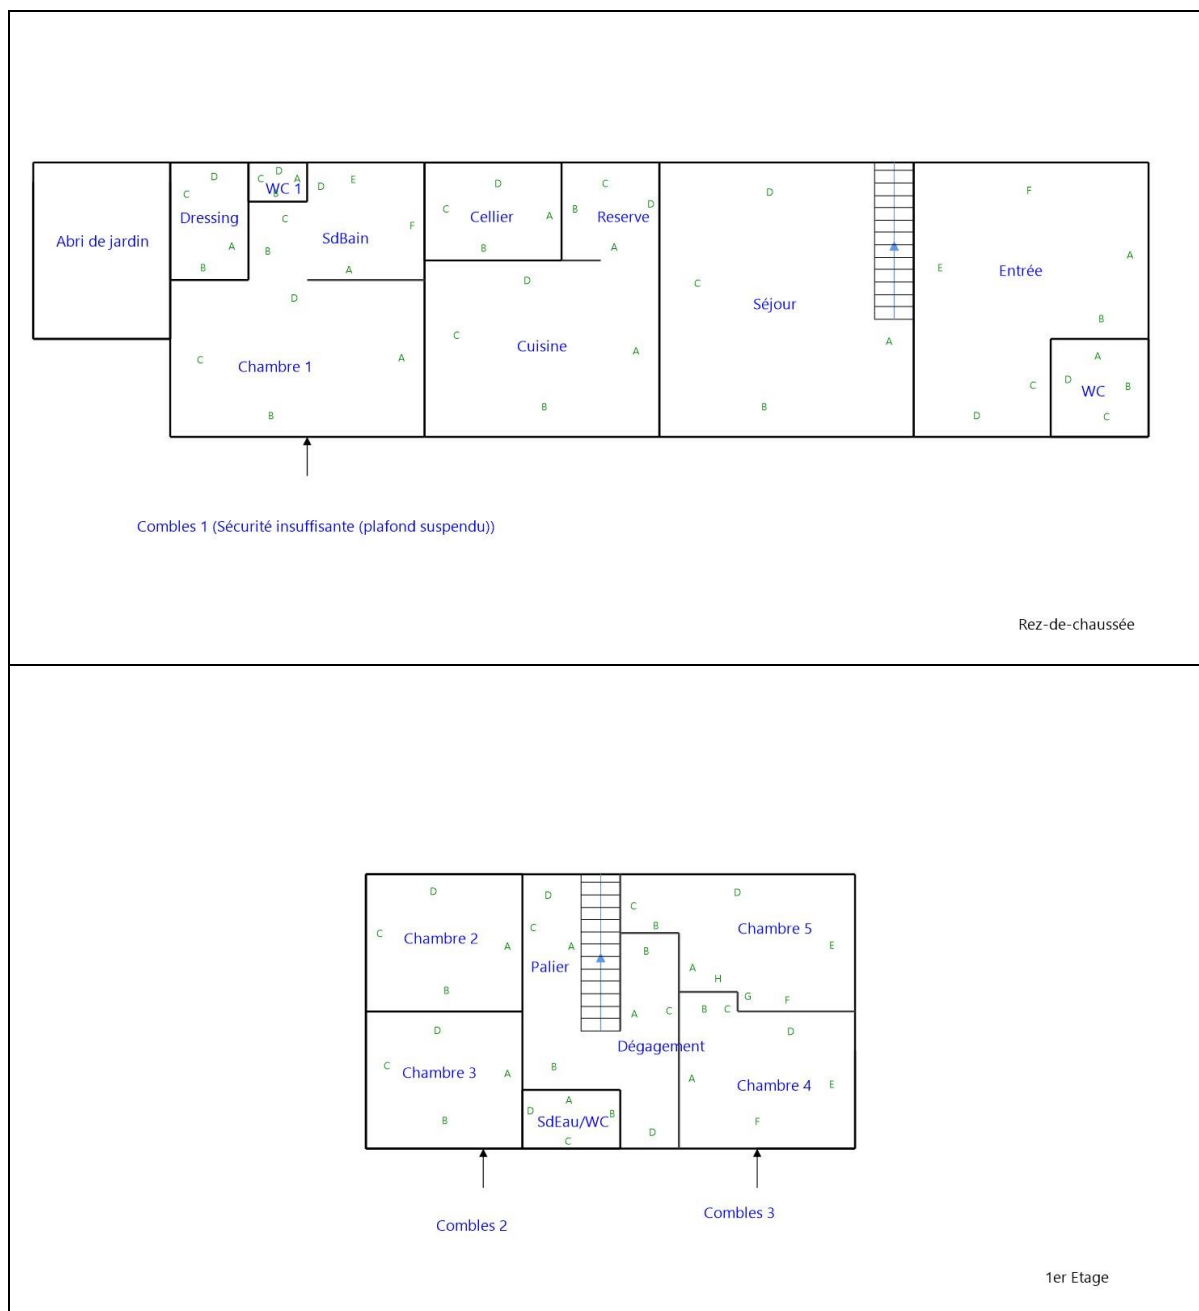 D
C
Dressing
A
B
D
C
A
WC 1
B
D
E
C
SdBain
F
B
A
D
C
Cellier
A
B
C
D
B
Reserve
A
Abri de jardin
D
C
Chambre 1
A
B
D
C
Cuisine
A
B
D
C
Séjour
A
B
F
A
E
Entrée
B
C
D
A
D
WC
B
C
Combles 1 (Sécurité insuffisante (plafond suspendu))
Rez-de-chaussée
D
C
Chambre 2
A
B
D
C
A
Palier
B
D
C
B
Chambre 5
E
A
H
G
F
B
A
C
Dégagement
D
B
C
D
A
Chambre 4
E
F
D
C
Chambre 3
A
B
A
D
B
SdEau/WC
C
Combles 2
Combles 3
1er Etage